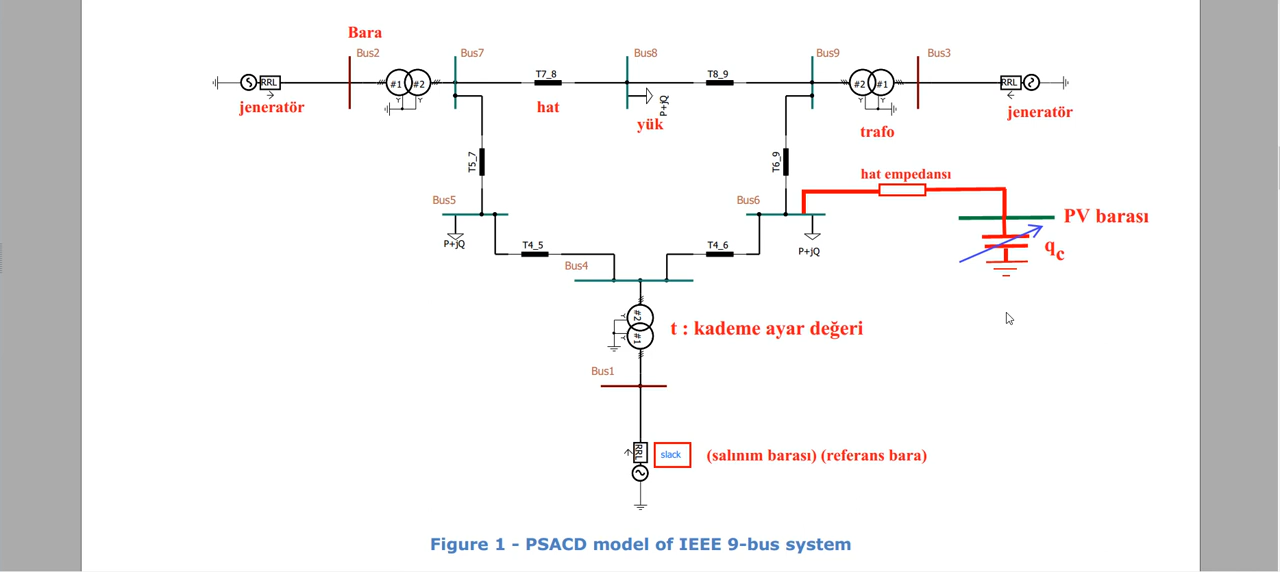 Bara
Bus2
Bus7
Bus8
Bus9
Bus3
RRL
#1
#2
T7_8
T8_9
#2
#1
RRL
jeneratör
hat
yük
P+jQ
trafo
jeneratör
T5_7
T6_9
hat empedansı
Bus5
Bus6
PV barası
P+jQ
T4_5
T4_6
P+jQ
qc
Bus4
#2
#1
t : kademe ayar değeri
Bus1
RRL
slack
(salınım barası) (referans bara)
Figure 1 - PSACD model of IEEE 9-bus system